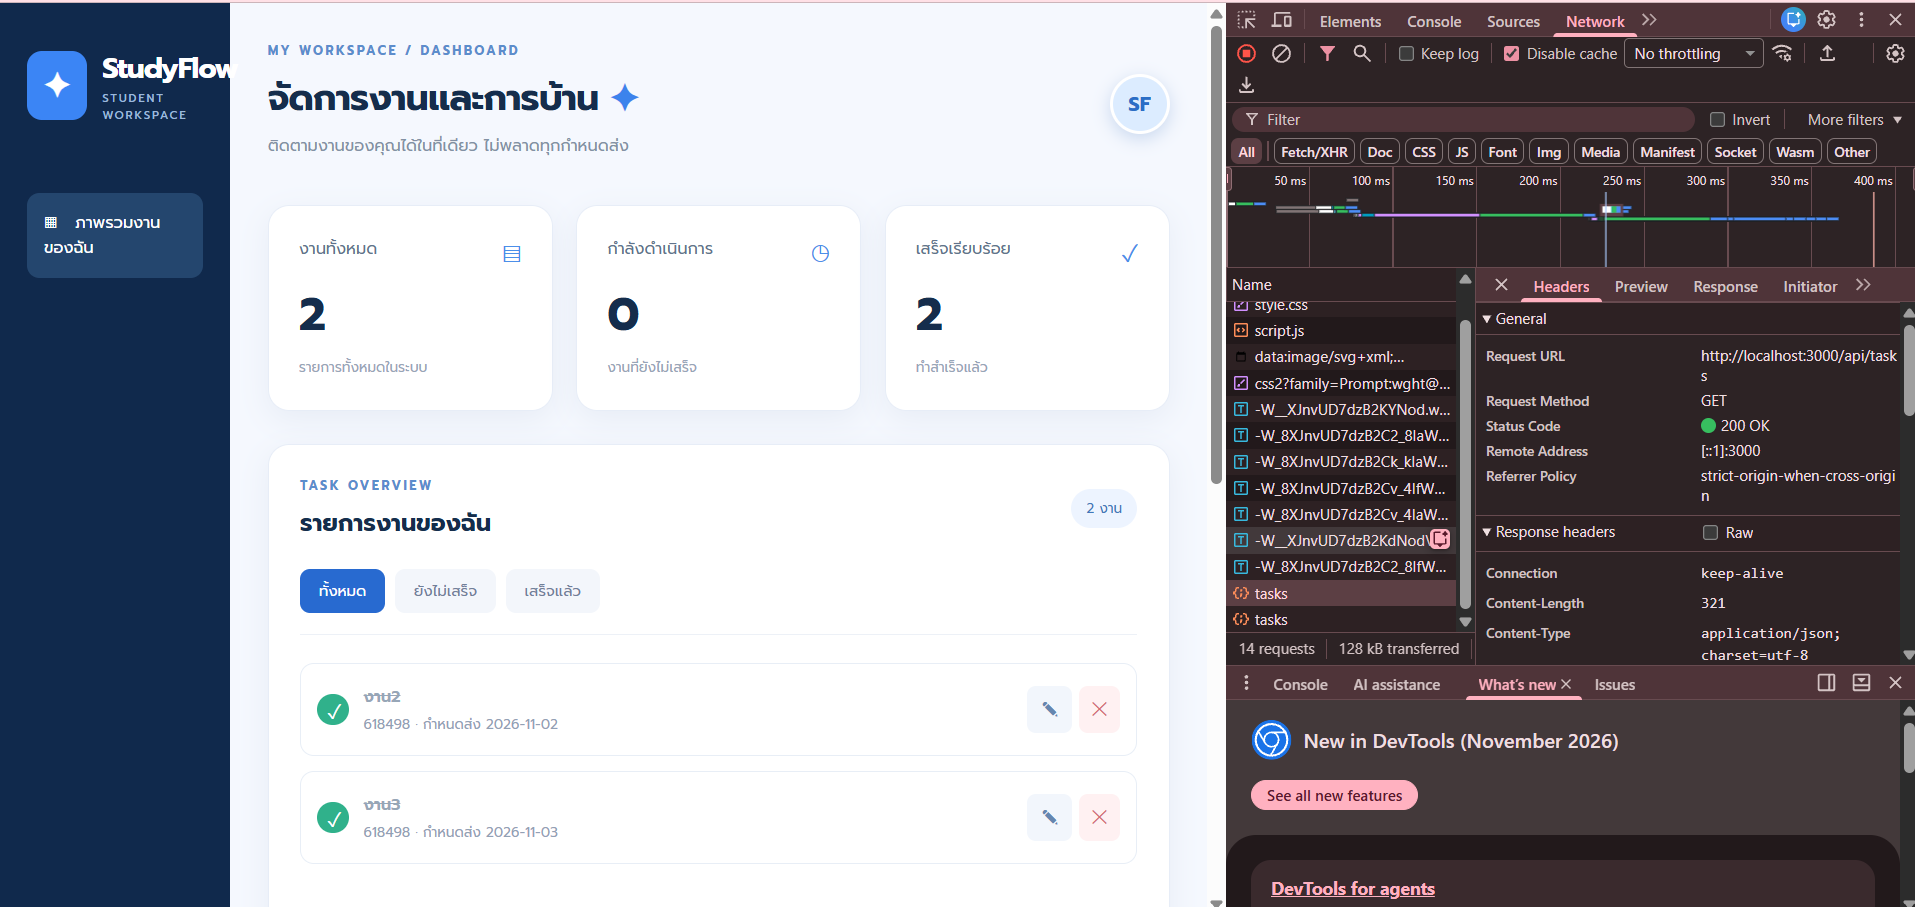 StudyFlow
STUDENT
WORKSPACE
ภาพรวมงาน
ของฉัน
MY WORKSPACE / DASHBOARD
จัดการงานและการบ้าน
ติดตามงานของคุณได้ในที่เดียว ไม่พลาดทุกกำหนดส่ง
SF
งานทั้งหมด
2
รายการทั้งหมดในระบบ
กำลังดำเนินการ
0
งานที่ยังไม่เสร็จ
เสร็จเรียบร้อย
2
ทำสำเร็จแล้ว
TASK OVERVIEW
รายการงานของฉัน
2 งาน
ทั้งหมด
ยังไม่เสร็จ
เสร็จแล้ว
งาน2
618498 · กำหนดส่ง 2026-11-02
งาน3
618498 · กำหนดส่ง 2026-11-03
Elements Console Sources Network
Keep log Disable cache No throttling
Filter Invert More filters
All Fetch/XHR Doc CSS JS Font Img Media Manifest Socket Wasm Other
50 ms 100 ms 150 ms 200 ms 250 ms 300 ms 350 ms 400 ms
Name
style.css
script.js
data:image/svg+xml;...
css2?family=Prompt:wght@...
-W__XJnvUD7dzB2KYNod.w...
-W_8XJnvUD7dzB2C2_8IaW...
-W_8XJnvUD7dzB2Ck_kIaW...
-W_8XJnvUD7dzB2Cv_4IfW...
-W_8XJnvUD7dzB2Cv_4IaW...
-W__XJnvUD7dzB2KdNod
-W_8XJnvUD7dzB2C2_8IfW...
tasks
tasks
14 requests 128 kB transferred
Headers Preview Response Initiator
General
Request URL http://localhost:3000/api/task
s
Request Method GET
Status Code 200 OK
Remote Address [::1]:3000
Referrer Policy strict-origin-when-cross-origi
n
Response headers Raw
Connection keep-alive
Content-Length 321
Content-Type application/json;
charset=utf-8
Console AI assistance What's new Issues
New in DevTools (November 2026)
See all new features
DevTools for agents